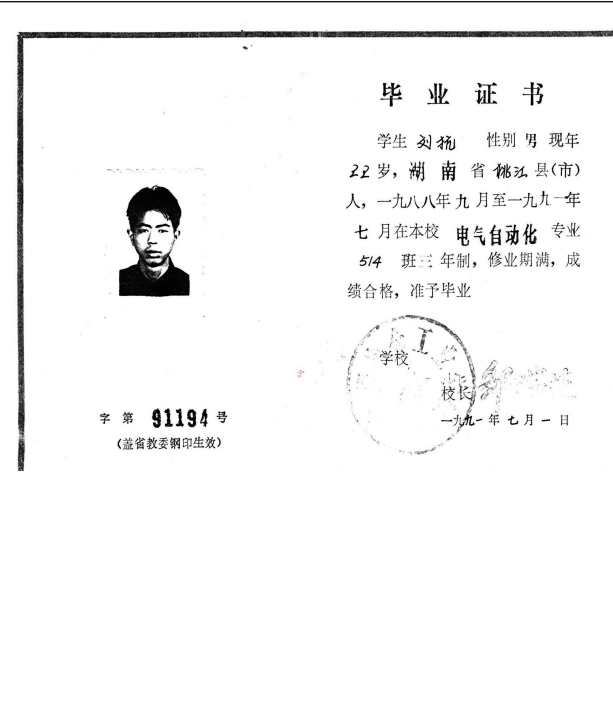 毕业证书
学生 刘抗 性别 男 现年
22岁，湖南省桃江县(市)
人，一九八八年九月至一九九一年
七月在本校 电气自动化 专业
514 班三年制，修业期满，成
绩合格，准予毕业
学校
校长
一九九一年七月一日
字第 91194 号
(盖省教委钢印生效)